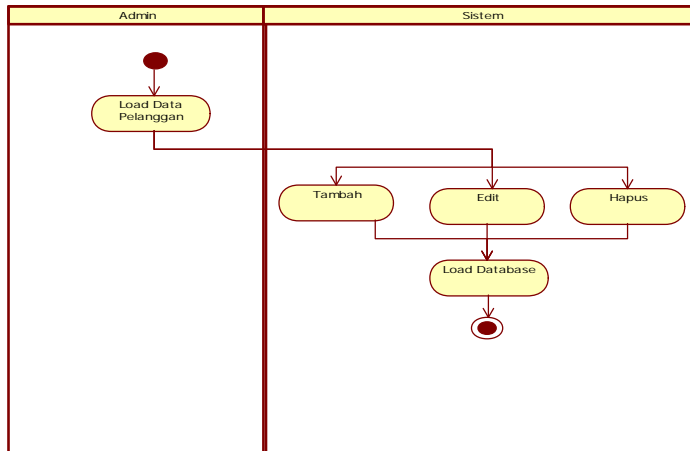 Admin
Sistem
Load Data
Pelanggan
Tambah
Edit
Hapus
Load Database